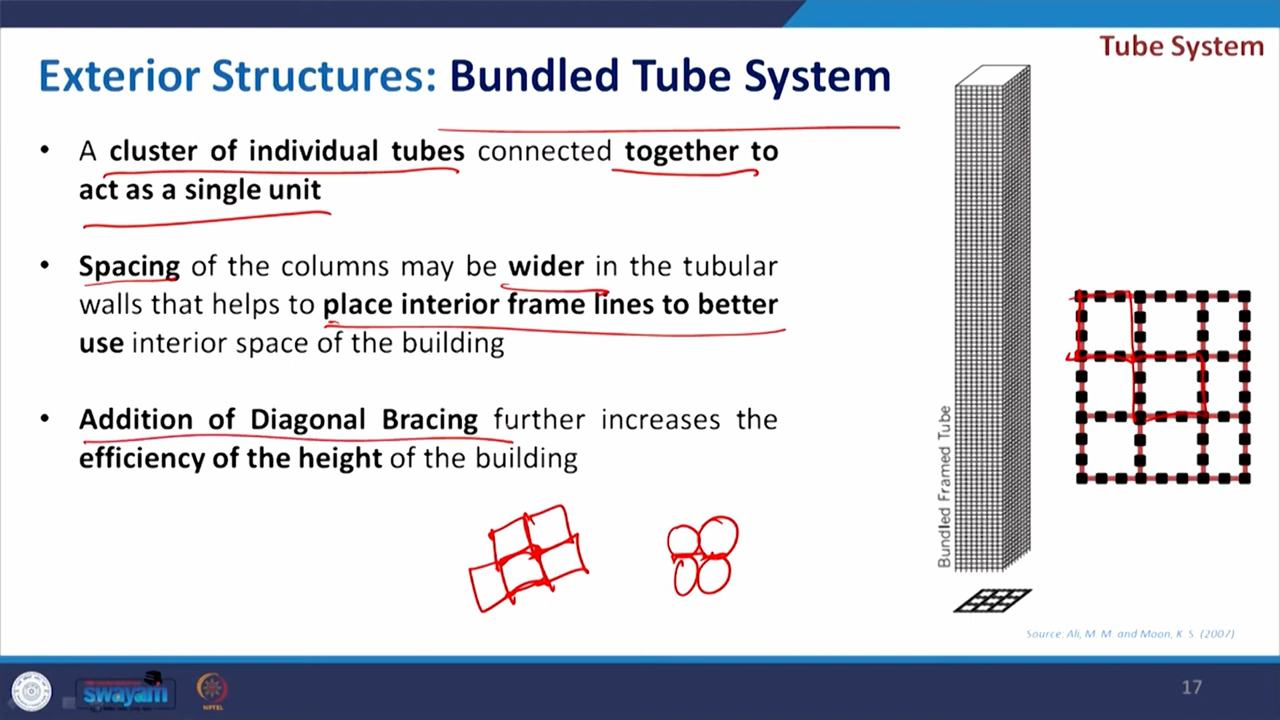 Tube System
Exterior Structures: Bundled Tube System
• A cluster of individual tubes connected together to
act as a single unit
• Spacing of the columns may be wider in the tubular
walls that helps to place interior frame lines to better
use interior space of the building
• Addition of Diagonal Bracing further increases the
efficiency of the height of the building
Bundled Framed Tube
Source: Ali, M. M. and Moon, K. S. (2007)
swayam
NPTEL
17